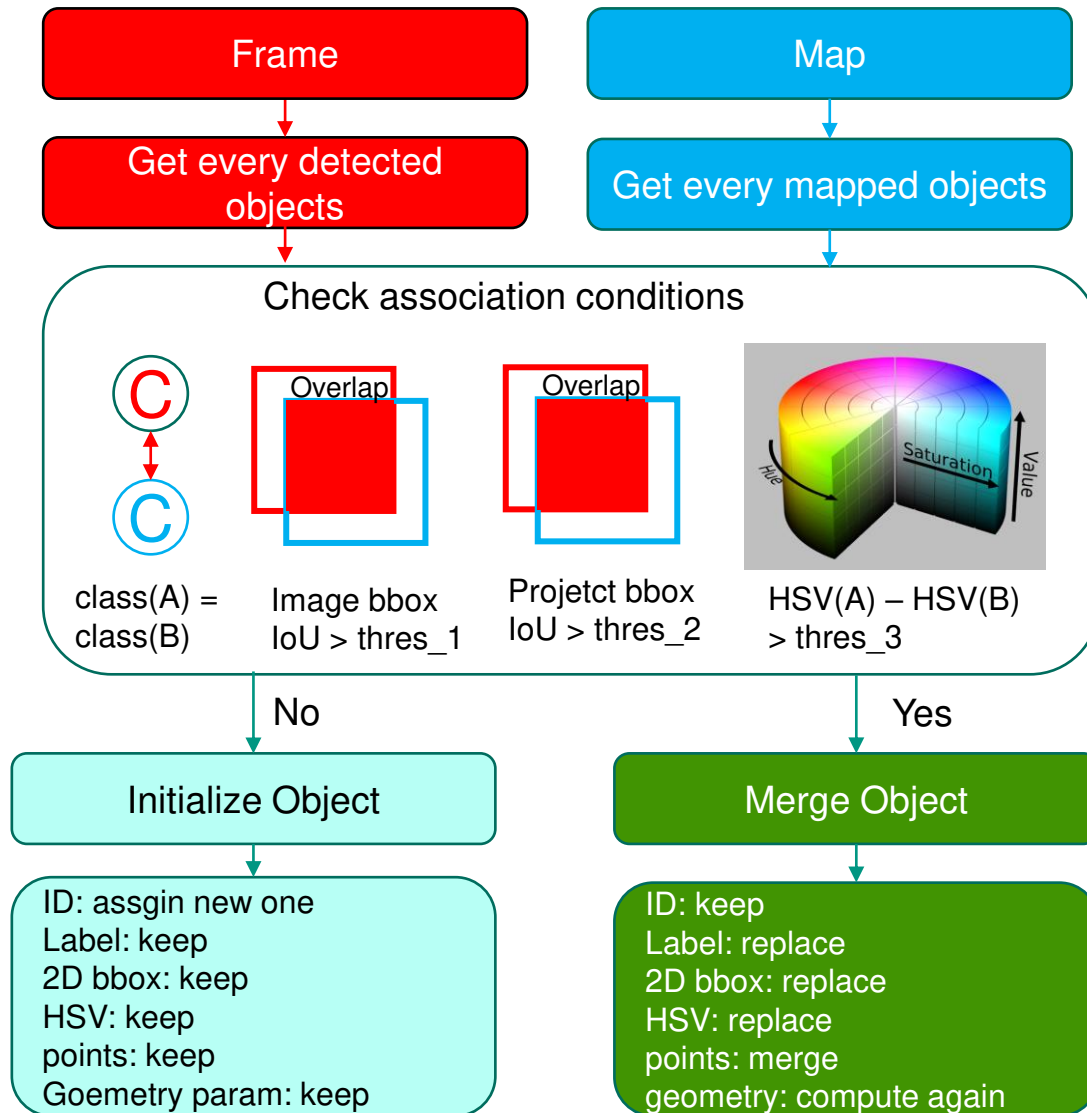 Frame
Map
Get every detected
objects
Get every mapped objects
Check association conditions
C
C
Overlap
Overlap
Hue
Saturation
Value
class(A) =
class(B)
Image bbox
IoU > thres_1
Projetct bbox
IoU > thres_2
HSV(A) – HSV(B)
> thres_3
No
Yes
Initialize Object
Merge Object
ID: assgin new one
Label: keep
2D bbox: keep
HSV: keep
points: keep
Goemetry param: keep
ID: keep
Label: replace
2D bbox: replace
HSV: replace
points: merge
geometry: compute again